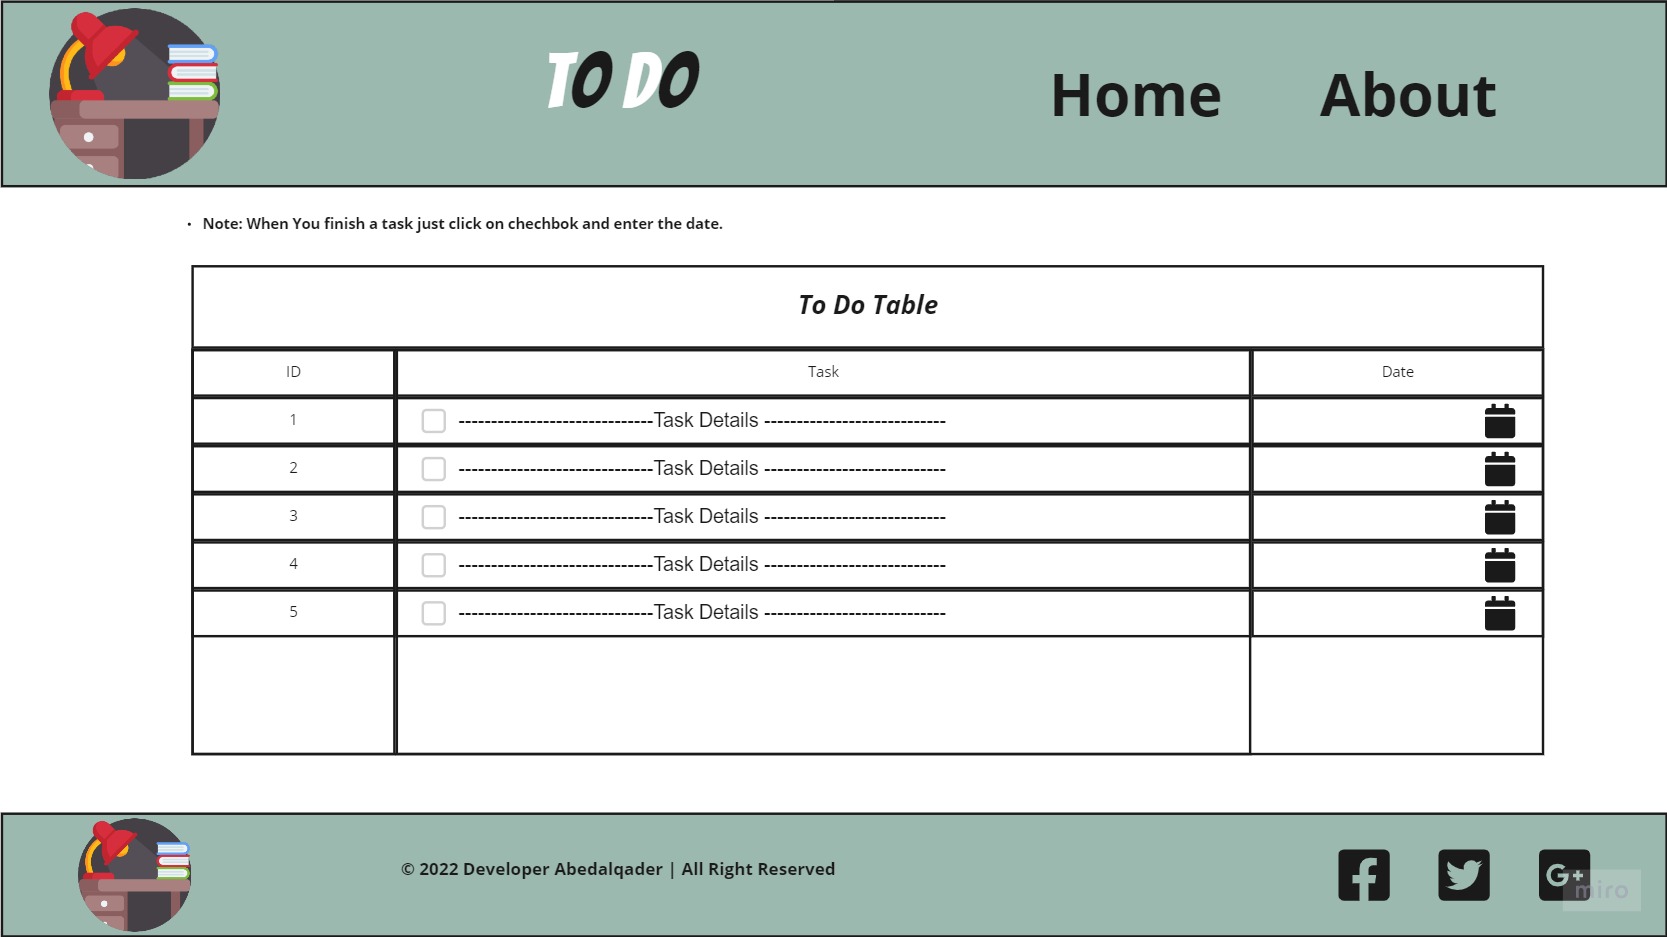 TO DO
Home About
· Note: When You finish a task just click on chechbok and enter the date.
To Do Table
ID Task Date
1 ------------------------------Task Details ----------------------------
2 ------------------------------Task Details ----------------------------
3 ------------------------------Task Details ----------------------------
4 ------------------------------Task Details ----------------------------
5 ------------------------------Task Details ----------------------------
© 2022 Developer Abedalqader | All Right Reserved
G+
miro